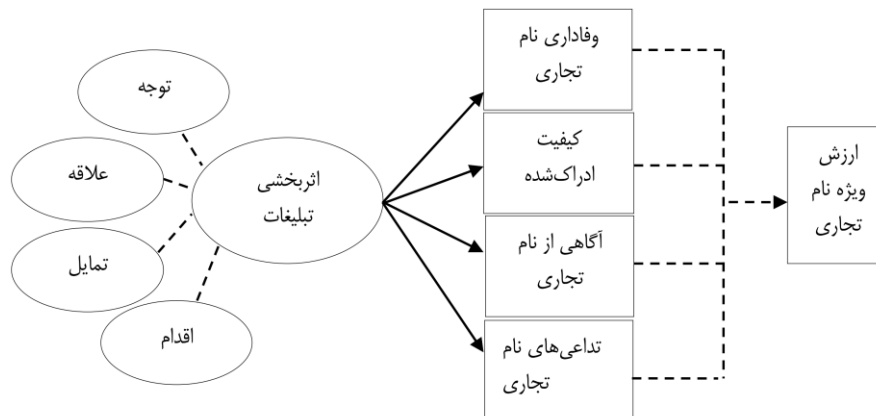 توجه
علاقه
تمایل
اقدام
اثربخشی
تبلیغات
وفاداری نام
تجاری
کیفیت
ادراک‌شده
آگاهی از نام
تجاری
تداعی‌های نام
تجاری
ارزش
ویژه نام
تجاری